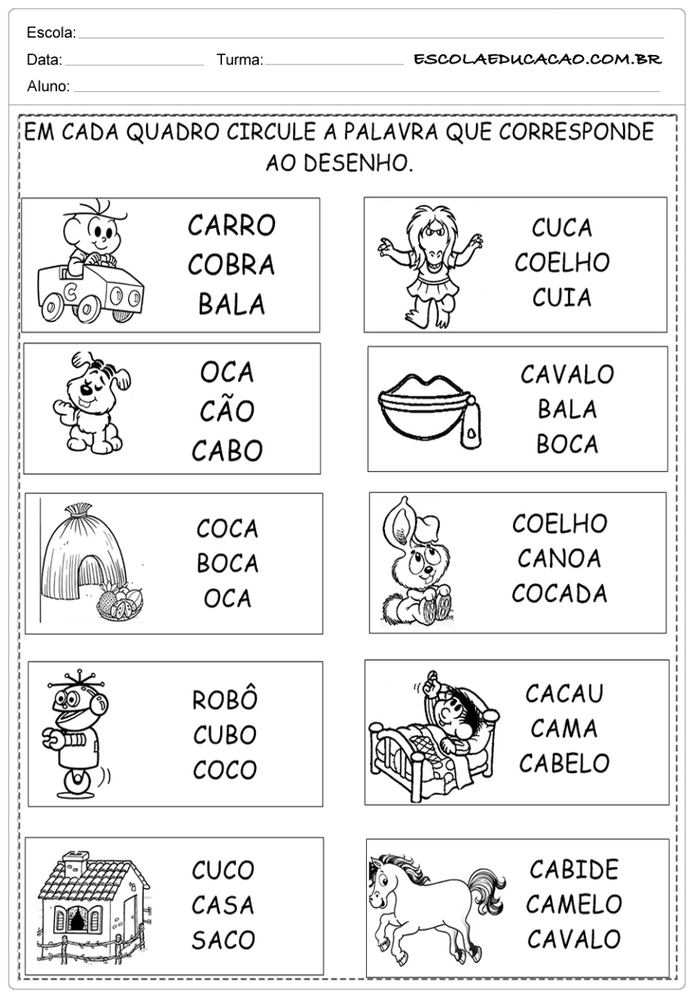 Escola:
Data: Turma: ESCOLAEDUCACAO.COM.BR
Aluno:
EM CADA QUADRO CIRCULE A PALAVRA QUE CORRESPONDE
AO DESENHO.
CARRO
COBRA
BALA
C D D
CUCA
COELHO
CUIA
OCA
CÃO
CABO
CAVALO
BALA
BOCA
COCA
BOCA
OCA
COELHO
CANOA
COCADA
ROBÔ
CUBO
COCO
CACAU
CAMA
CABELO
CUCO
CASA
SACO
CABIDE
CAMELO
CAVALO